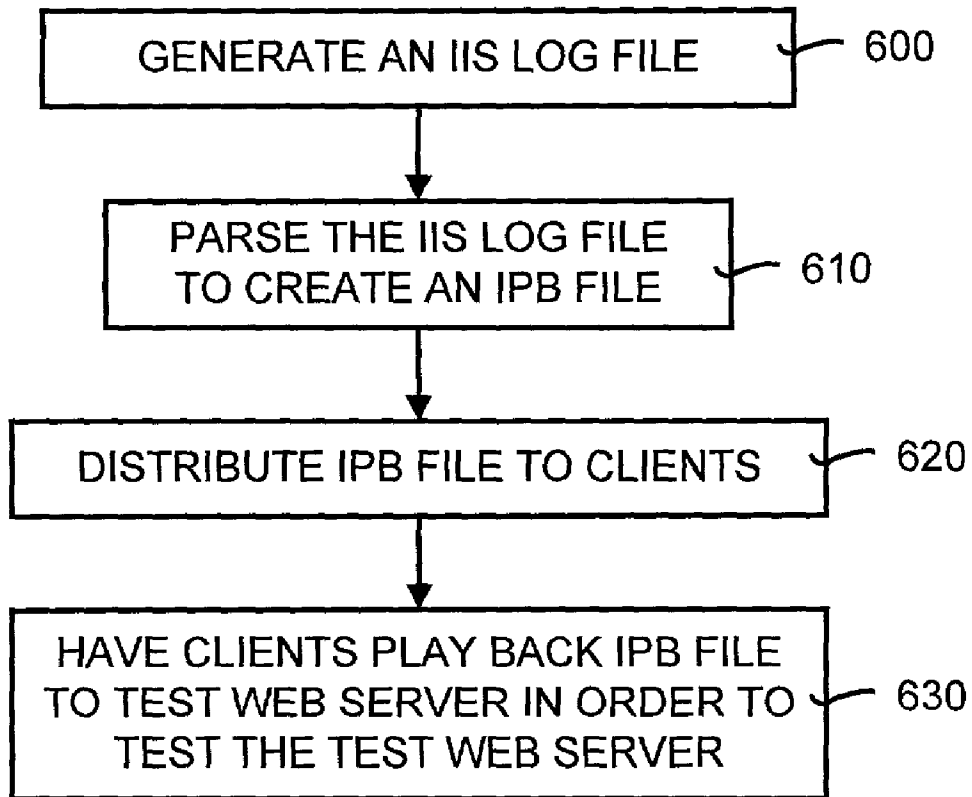 GENERATE AN IIS LOG FILE
600
PARSE THE IIS LOG FILE
TO CREATE AN IPB FILE
610
DISTRIBUTE IPB FILE TO CLIENTS
620
HAVE CLIENTS PLAY BACK IPB FILE
TO TEST WEB SERVER IN ORDER TO
TEST THE TEST WEB SERVER
630